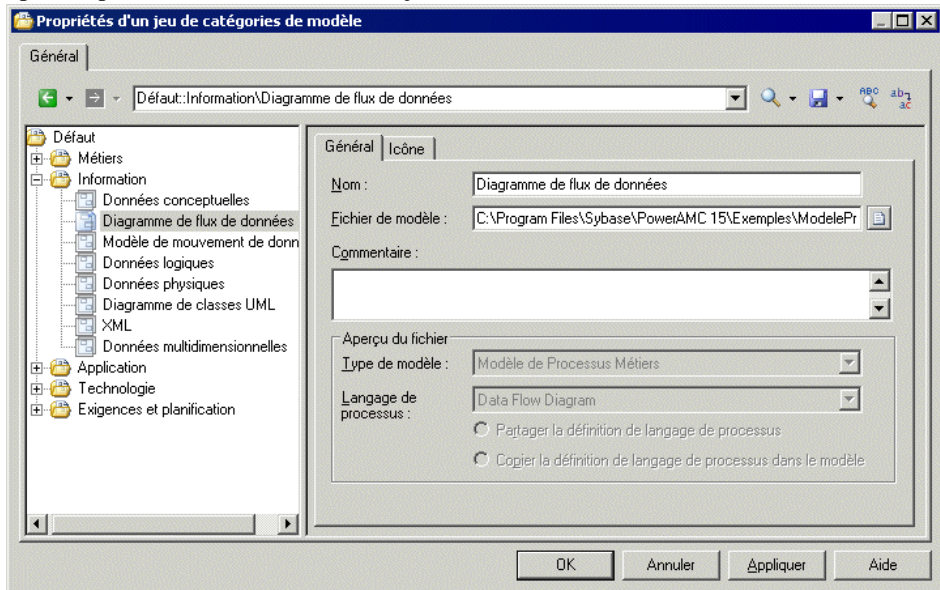 Propriétés d'un jeu de catégories de modèle
Général
Défaut::Information\Diagramme de flux de données
ABC
ab
ac
Défaut
Métiers
Information
Données conceptuelles
Diagramme de flux de données
Modèle de mouvement de donn
Données logiques
Données physiques
Diagramme de classes UML
XML
Données multidimensionnelles
Application
Technologie
Exigences et planification
Général Icône
Nom : Diagramme de flux de données
Fichier de modèle : C:\Program Files\Sybase\PowerAMC 15\Exemples\ModelePr
Commentaire :
Aperçu du fichier
Type de modèle : Modèle de Processus Métiers
Langage de processus : Data Flow Diagram
Partager la définition de langage de processus
Copier la définition de langage de processus dans le modèle
OK Annuler Appliquer Aide